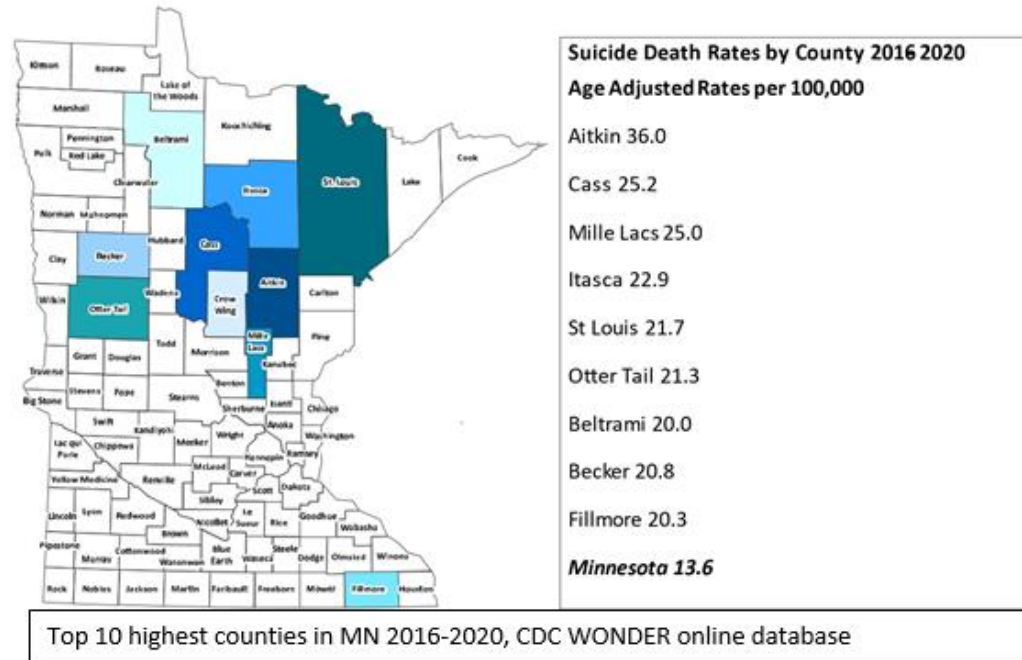 Kittson
Roseau
Lake of
the Woods
Marshall
Koochiching
Beltrami
Pennington
Polk
Red Lake
Clearwater
Cook
Lake
St. Louis
Itasca
Norman
Mahnomen
Hubbard
Cass
Clay
Becker
Aitkin
Wadena
Crow
Wing
Carlton
Wilkin
Otter Tail
Mille
Lacs
Pine
Todd
Morrison
Grant
Douglas
Kanabec
Traverse
Benton
Stevens
Pope
Stearns
Big Stone
Sherburne
Isanti
Chisago
Swift
Kandiyohi
Anoka
Wright
Washington
Meeker
Lac qui
Parle
Chippewa
Hennepin
Ramsey
McLeod
Carver
Yellow Medicine
Renville
Scott
Dakota
Sibley
Lincoln
Lyon
Redwood
Nicollet
Le
Sueur
Rice
Goodhue
Wabasha
Brown
Pipestone
Murray
Cottonwood
Watonwan
Blue
Earth
Waseca
Steele
Dodge
Olmsted
Winona
Rock
Nobles
Jackson
Martin
Faribault
Freeborn
Mower
Fillmore
Houston
Suicide Death Rates by County 2016 2020
Age Adjusted Rates per 100,000
Aitkin 36.0
Cass 25.2
Mille Lacs 25.0
Itasca 22.9
St Louis 21.7
Otter Tail 21.3
Beltrami 20.0
Becker 20.8
Fillmore 20.3
Minnesota 13.6
Top 10 highest counties in MN 2016-2020, CDC WONDER online database